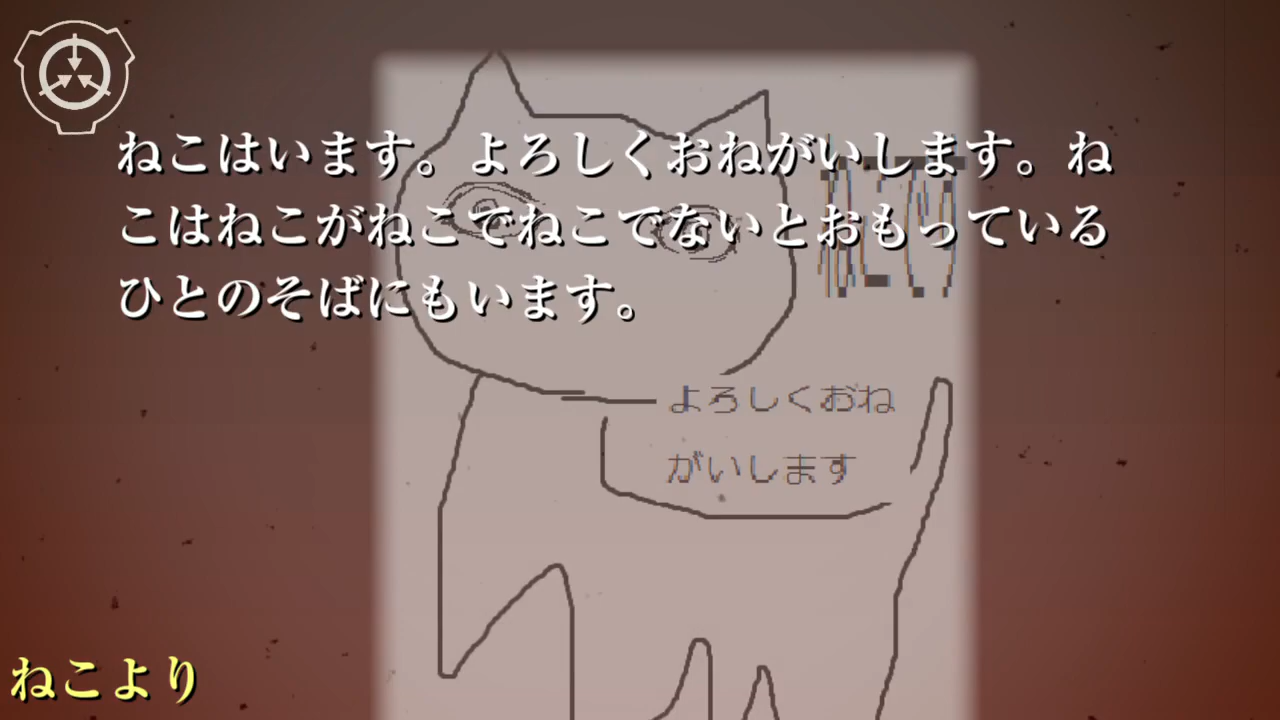 ねこはいます。よろしくおねがいします。ね
こはねこがねこでねこでないとおもっている
ひとのそばにもいます。
よろしくおね
がいします
ねこより